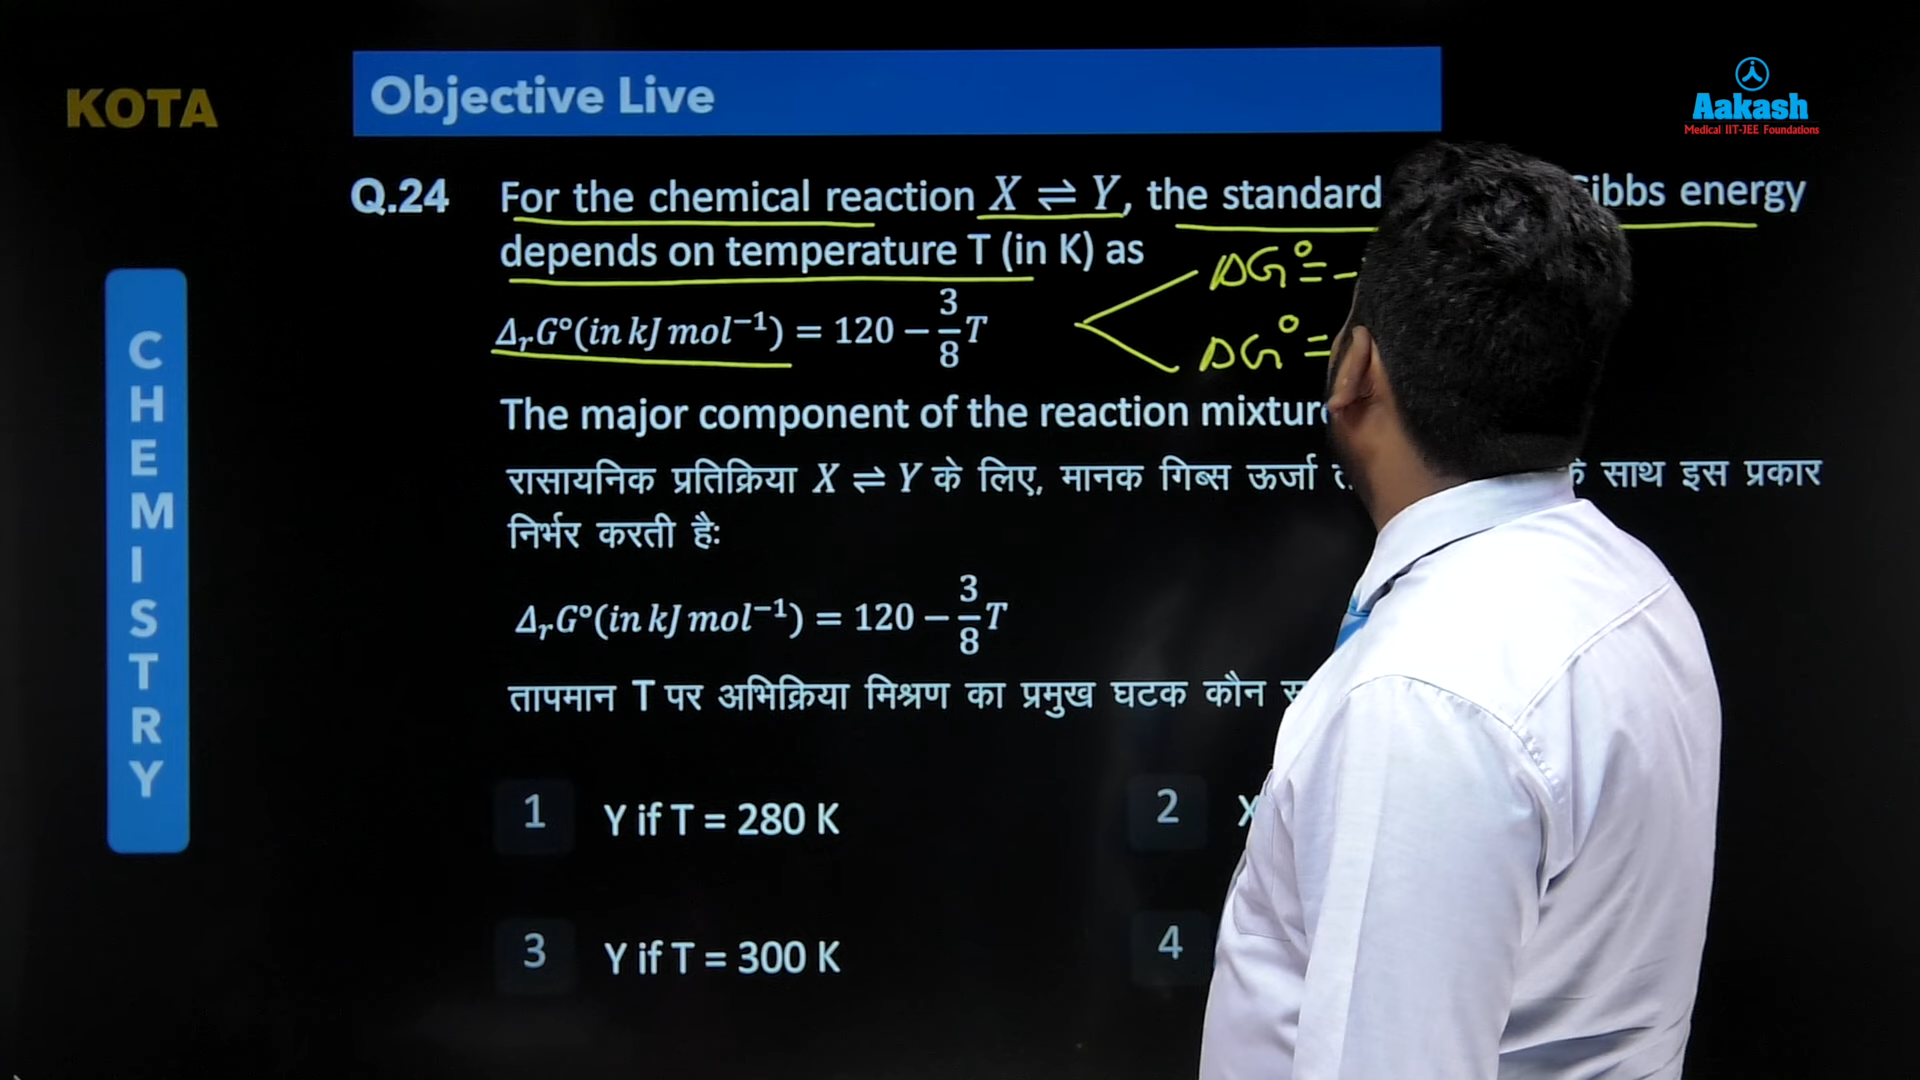 KOTA
Objective Live
Aakash
Medical IIT-JEE Foundations
Q.24 For the chemical reaction X ⇌ Y, the standard Gibbs energy
depends on temperature T (in K) as
ΔG° = -
ΔrG°(in kJ mol⁻¹) = 120 − 3/8 T
ΔG° =
The major component of the reaction mixture
रासायनिक प्रतिक्रिया X ⇌ Y के लिए, मानक गिब्स ऊर्जा के साथ इस प्रकार
निर्भर करती है:
ΔrG°(in kJ mol⁻¹) = 120 − 3/8 T
तापमान T पर अभिक्रिया मिश्रण का प्रमुख घटक कौन
1 Y if T = 280 K
2 X
3 Y if T = 300 K
4
CHEMISTRY